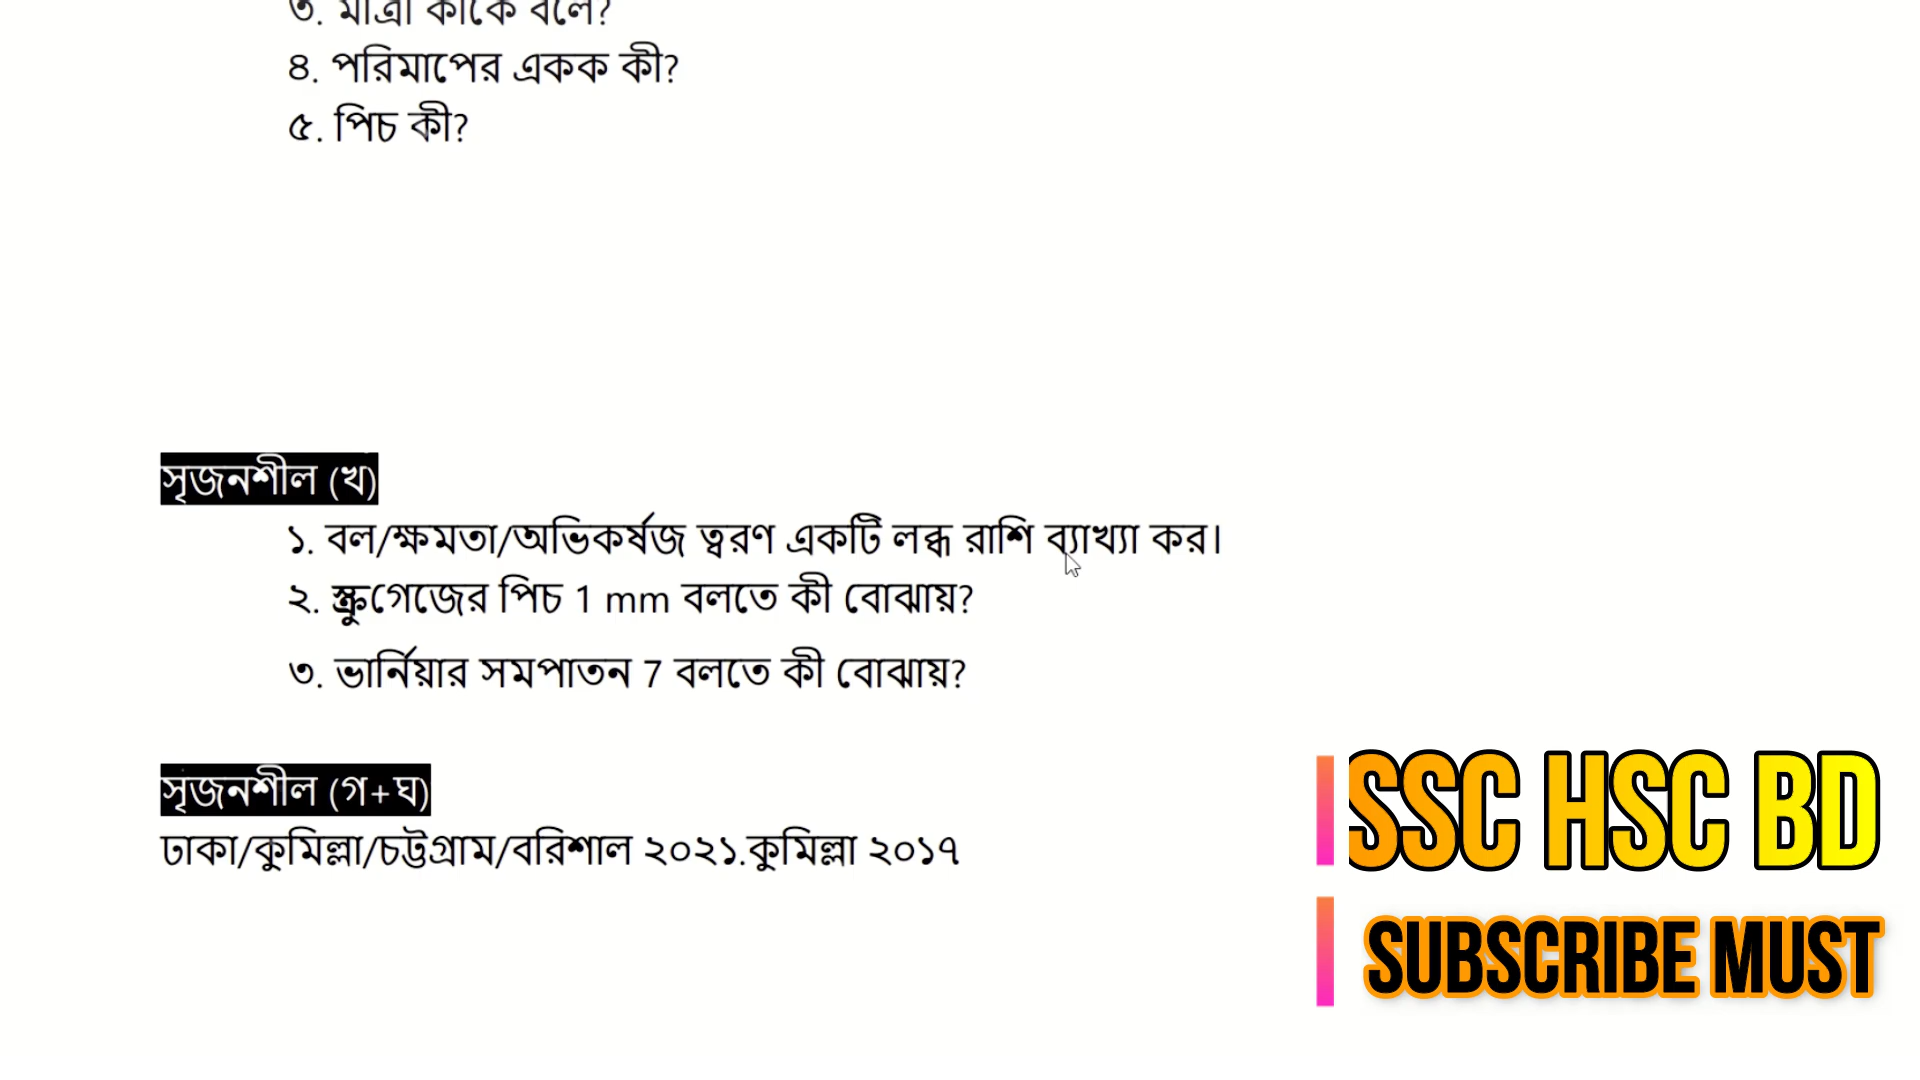 ৩. মাত্রা কাকে বলে?
৪. পরিমাপের একক কী?
৫. পিচ কী?
সৃজনশীল (খ)
১. বল/ক্ষমতা/অভিকর্ষজ ত্বরণ একটি লব্ধ রাশি ব্যাখ্যা কর।
২. স্ক্রুগেজের পিচ 1 mm বলতে কী বোঝায়?
৩. ভার্নিয়ার সমপাতন 7 বলতে কী বোঝায়?
সৃজনশীল (গ+ঘ)
ঢাকা/কুমিল্লা/চট্টগ্রাম/বরিশাল ২০২১.কুমিল্লা ২০১৭
SSC HSC BD
SUBSCRIBE MUST